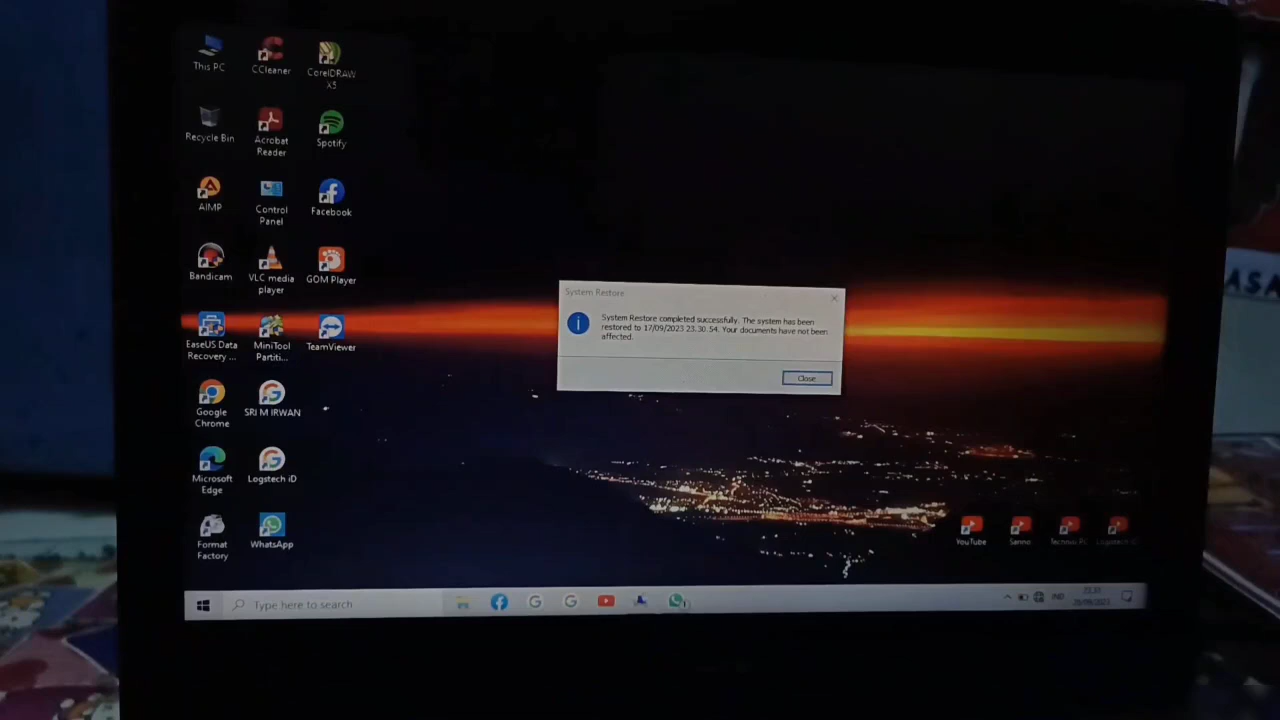 This PC
CCleaner
CorelDRAW
X5
Recycle Bin
Acrobat
Reader
Spotify
AIMP
Control
Panel
Facebook
Bandicam
VLC media
player
GOM Player
EaseUS Data
Recovery ...
MiniTool
Partiti...
TeamViewer
Google
Chrome
SRI M IRWAN
Microsoft
Edge
Logstech iD
Format
Factory
WhatsApp
System Restore
System Restore completed successfully. The system has been
restored to 17/09/2023 23.30.54. Your documents have not been
affected.
Close
YouTube
Sanno
Type here to search
IND
ASA